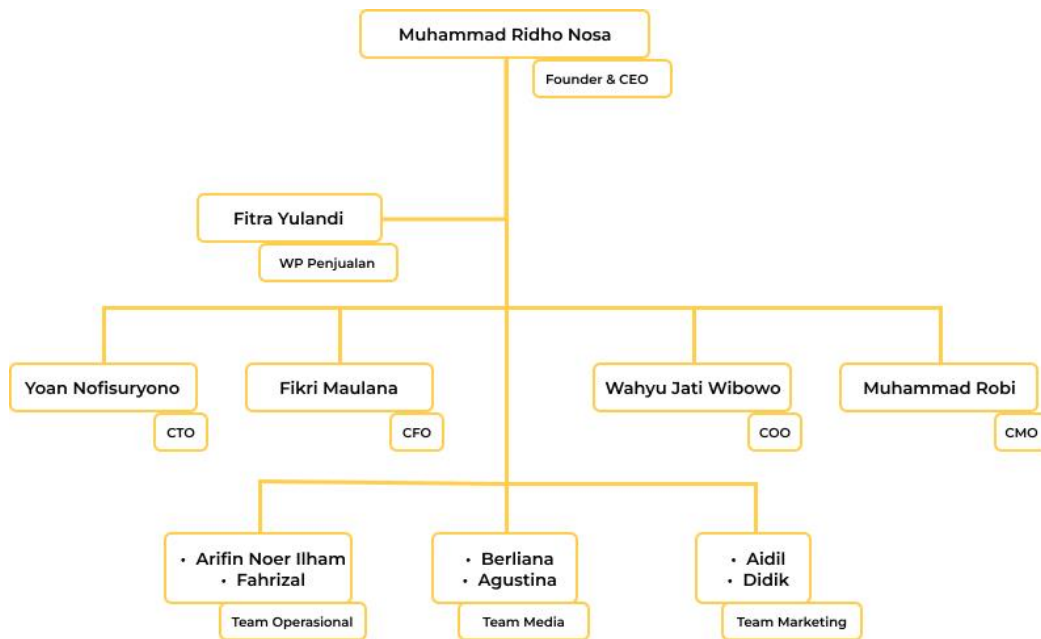 Muhammad Ridho Nosa
Founder & CEO
Fitra Yulandi
WP Penjualan
Yoan Nofisuryono
CTO
Fikri Maulana
CFO
Wahyu Jati Wibowo
COO
Muhammad Robi
CMO
• Arifin Noer Ilham
• Fahrizal
Team Operasional
• Berliana
• Agustina
Team Media
• Aidil
• Didik
Team Marketing